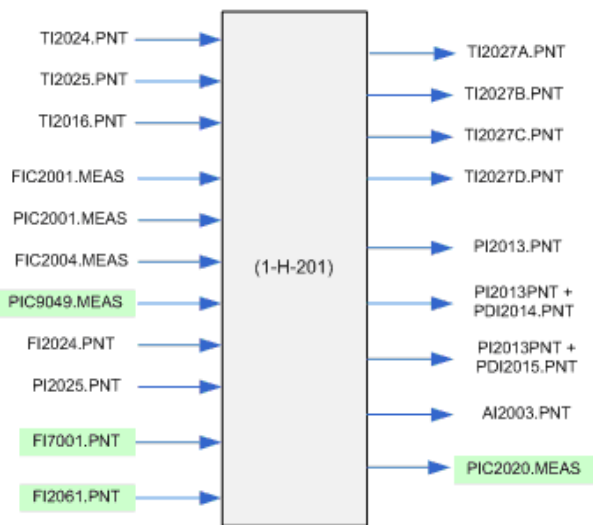 TI2024.PNT
TI2025.PNT
TI2016.PNT
FIC2001.MEAS
PIC2001.MEAS
FIC2004.MEAS
PIC9049.MEAS
FI2024.PNT
PI2025.PNT
FI7001.PNT
FI2061.PNT
(1-H-201)
TI2027A.PNT
TI2027B.PNT
TI2027C.PNT
TI2027D.PNT
PI2013.PNT
PI2013PNT +
PDI2014.PNT
PI2013PNT +
PDI2015.PNT
AI2003.PNT
PIC2020.MEAS